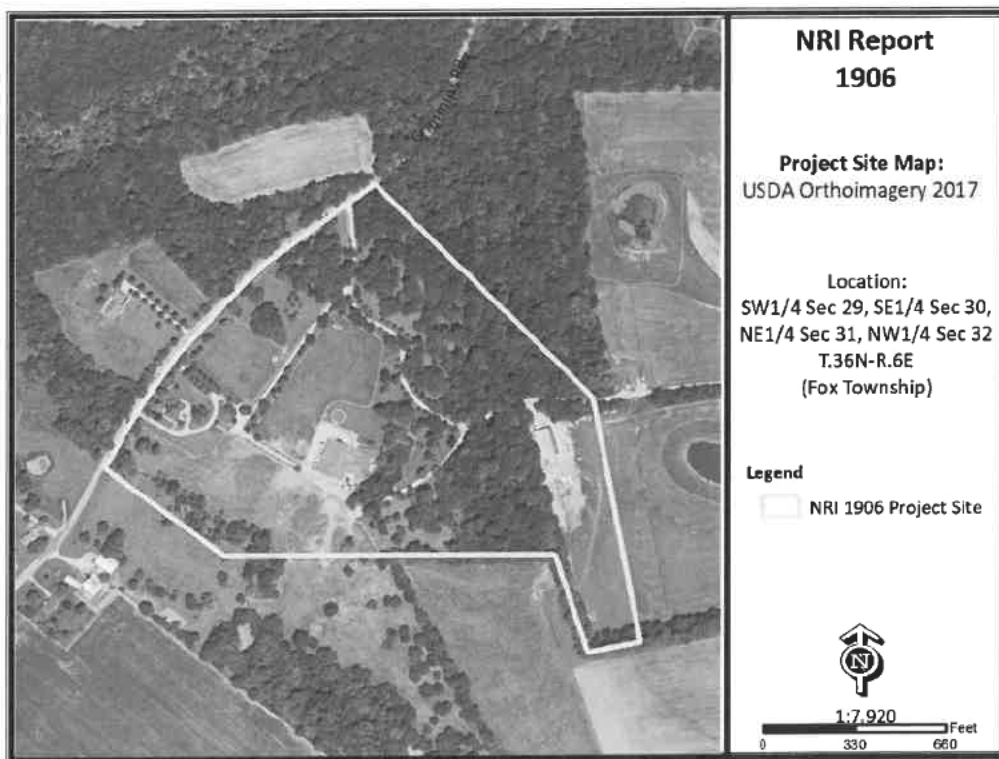 NRI Report
1906
Project Site Map:
USDA Orthoimagery 2017
Location:
SW1/4 Sec 29, SE1/4 Sec 30,
NE1/4 Sec 31, NW1/4 Sec 32
T.36N-R.6E
(Fox Township)
Legend
NRI 1906 Project Site
N
1:7,920
Feet
0 330 660